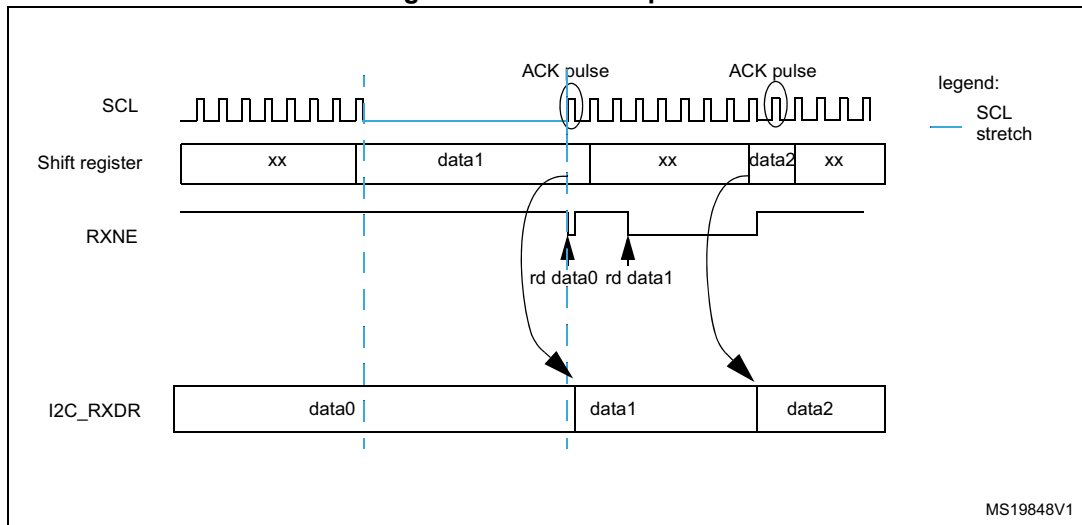 ACK pulse
ACK pulse
legend:
SCL
SCL
stretch
Shift register
xx
data1
xx
data2
xx
RXNE
rd data0
rd data1
I2C_RXDR
data0
data1
data2
MS19848V1